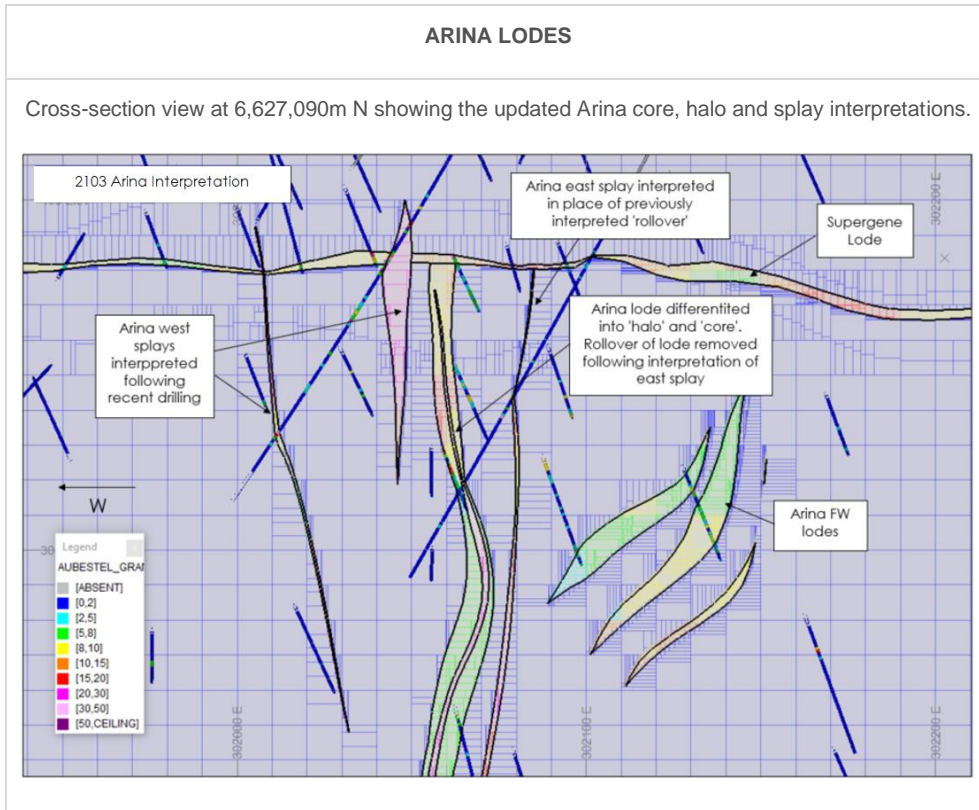 ARINA LODES
Cross-section view at 6,627,090m N showing the updated Arina core, halo and splay interpretations.
2103 Arina Interpretation
Arina east splay interpreted
in place of previously
interpreted 'rollover'
302200 E
Supergene
Lode
Arina west
splays
interppreted
following
recent drilling
Arina lode differentited
into 'halo' and 'core'.
Rollover of lode removed
following interpretation of
east splay
W
Arina FW
lodes
30
Legend
AUBESTEL_GRA
[ABSENT]
[0,2]
[2,5]
[5,8]
[8,10]
[10,15]
[15,20]
[20,30]
[30,50]
[50,CEILING]
302000 E
302100 E
302200 E